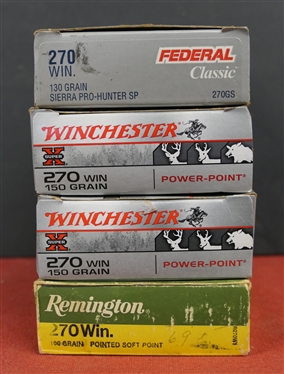 270
WIN.
130 GRAIN
SIERRA PRO-HUNTER SP
FEDERAL
Classic
270GS
WINCHESTER
X
SUPER
270 WIN
150 GRAIN
POWER-POINT®
WINCHESTER
X
SUPER
270 WIN
150 GRAIN
POWER-POINT®
Remington
270 Win.
GRAIN POINTED SOFT POINT